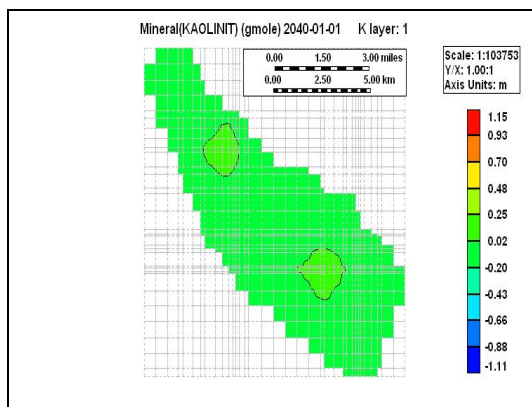 Mineral(KAOLINIT) (gmole) 2040-01-01 K layer: 1
0.00 1.50 3.00 miles
0.00 2.50 5.00 km
Scale: 1:103753
Y/X: 1.00:1
Axis Units: m
1.15
0.93
0.70
0.48
0.25
0.02
-0.20
-0.43
-0.66
-0.88
-1.11